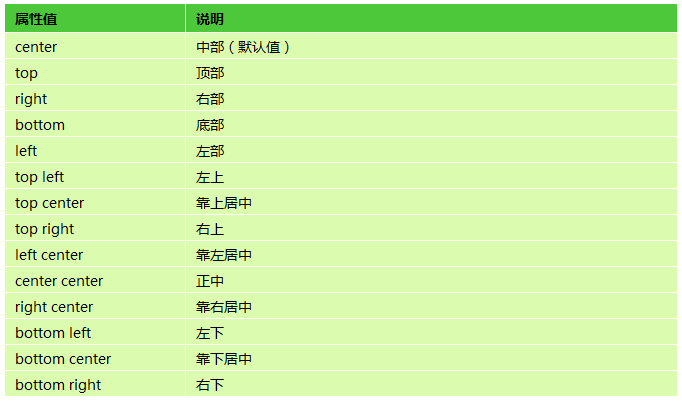 属性值 说明
center 中部（默认值）
top 顶部
right 右部
bottom 底部
left 左部
top left 左上
top center 靠上居中
top right 右上
left center 靠左居中
center center 正中
right center 靠右居中
bottom left 左下
bottom center 靠下居中
bottom right 右下